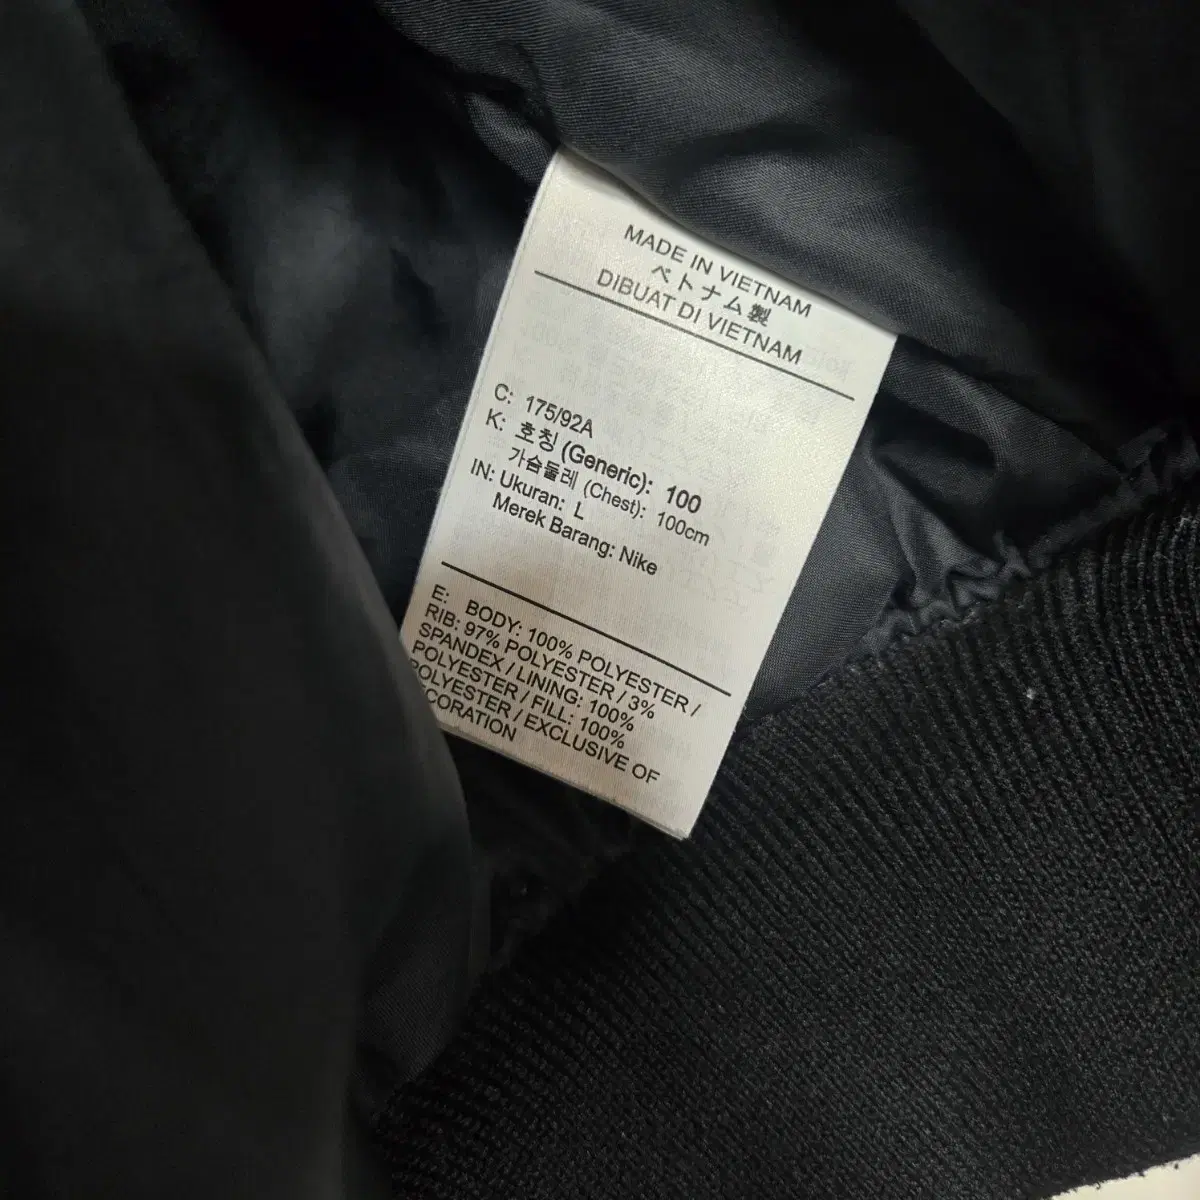 MADE IN VIETNAM
ベトナム製
DIBUAT DI VIETNAM
C: 175/92A
K: 호칭 (Generic): 100
가슴둘레 (Chest): 100cm
IN: Ukuran: L
Merek Barang: Nike
E: BODY: 100% POLYESTER /
RIB: 97% POLYESTER / 3%
SPANDEX / LINING: 100%
POLYESTER / FILL: 100%
POLYESTER / EXCLUSIVE OF
CORATION